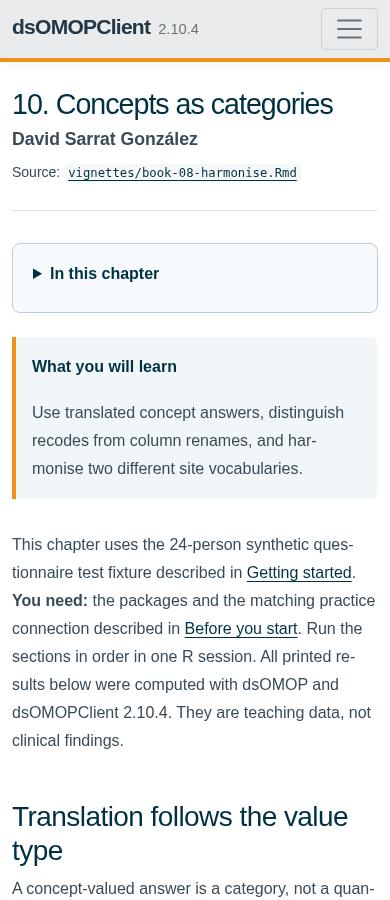 dsOMOPClient 2.10.4
10. Concepts as categories
David Sarrat González
Source: vignettes/book-08-harmonise.Rmd
In this chapter
What you will learn
Use translated concept answers, distinguish
recodes from column renames, and har-
monise two different site vocabularies.
This chapter uses the 24-person synthetic ques-
tionnaire test fixture described in Getting started.
You need: the packages and the matching practice
connection described in Before you start. Run the
sections in order in one R session. All printed re-
sults below were computed with dsOMOP and
dsOMOPClient 2.10.4. They are teaching data, not
clinical findings.
Translation follows the value
type
A concept-valued answer is a category, not a quan-